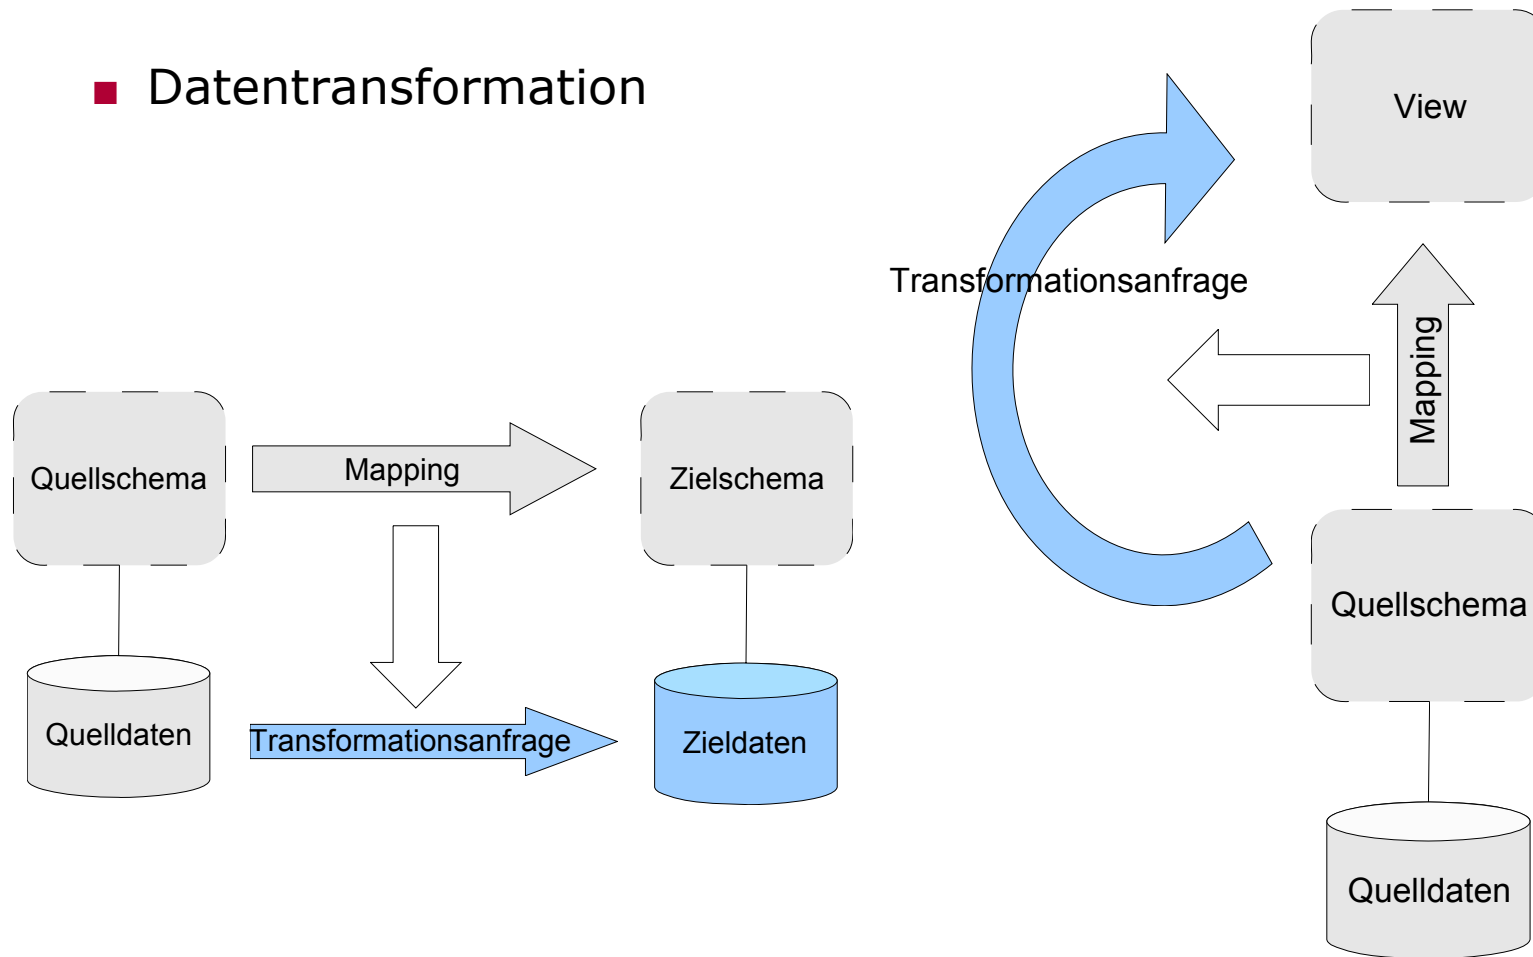 Datentransformation
View
Transformationsanfrage
Mapping
Quellschema
Mapping
Zielschema
Quellschema
Quelldaten
Transformationsanfrage
Zieldaten
Quelldaten